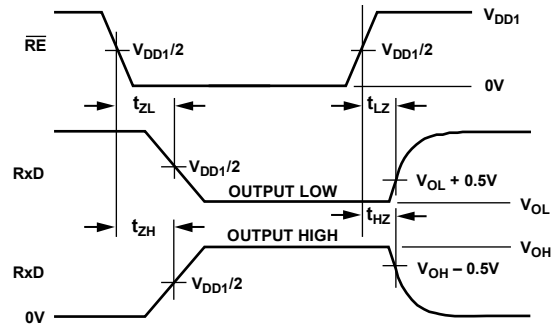 V_DD1
RE
V_DD1/2
V_DD1/2
0V
t_ZL
t_LZ
RxD
V_DD1/2
V_OL + 0.5V
OUTPUT LOW
V_OL
t_HZ
t_ZH
OUTPUT HIGH
V_OH
RxD
V_DD1/2
V_OH – 0.5V
0V